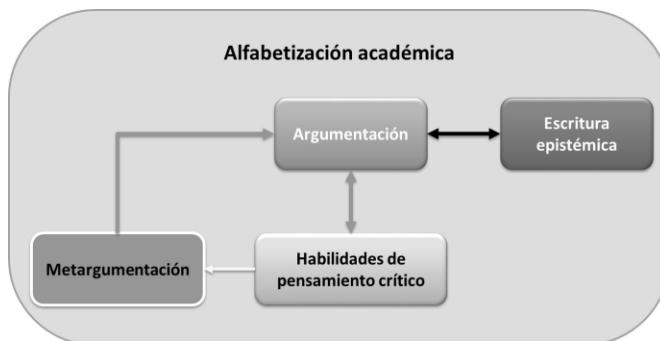 Alfabetización académica
Argumentación
Escritura
epistémica
Metargumentación
Habilidades de
pensamiento crítico